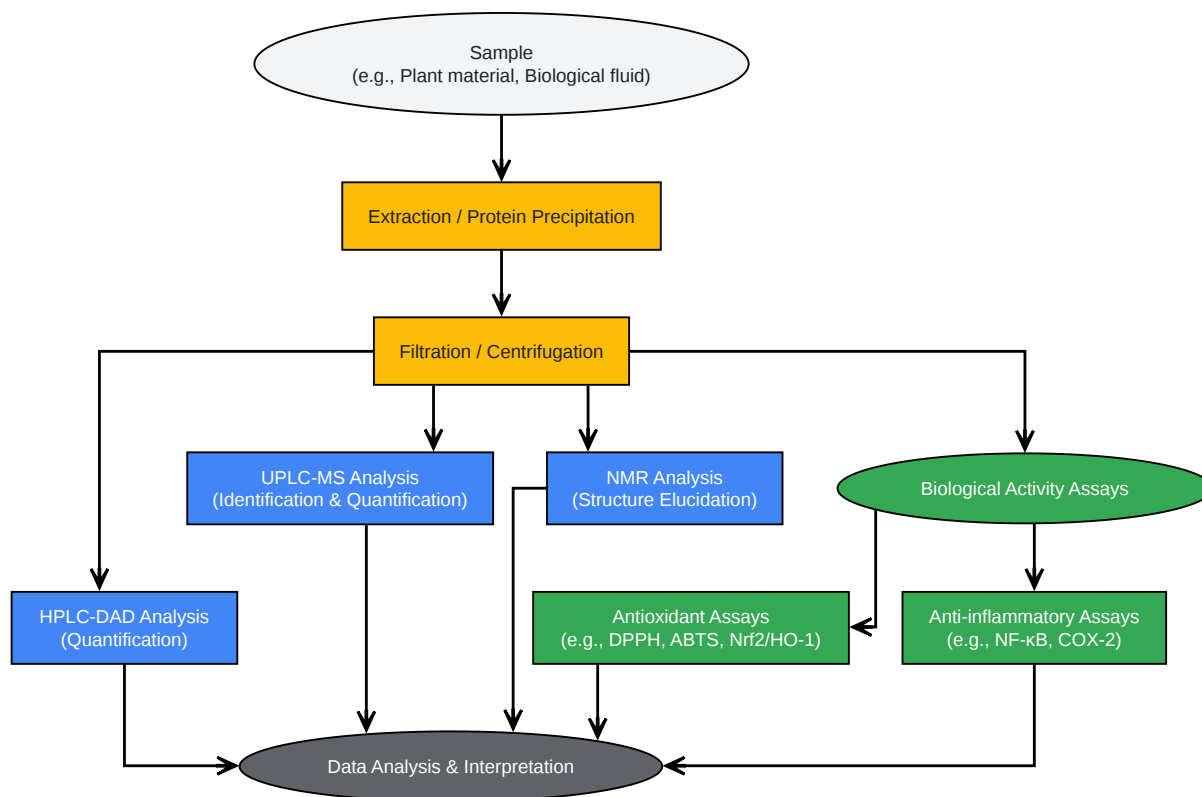 Sample
(e.g., Plant material, Biological fluid)
Extraction / Protein Precipitation
Filtration / Centrifugation
UPLC-MS Analysis
(Identification & Quantification)
NMR Analysis
(Structure Elucidation)
Biological Activity Assays
HPLC-DAD Analysis
(Quantification)
Antioxidant Assays
(e.g., DPPH, ABTS, Nrf2/HO-1)
Anti-inflammatory Assays
(e.g., NF-κB, COX-2)
Data Analysis & Interpretation